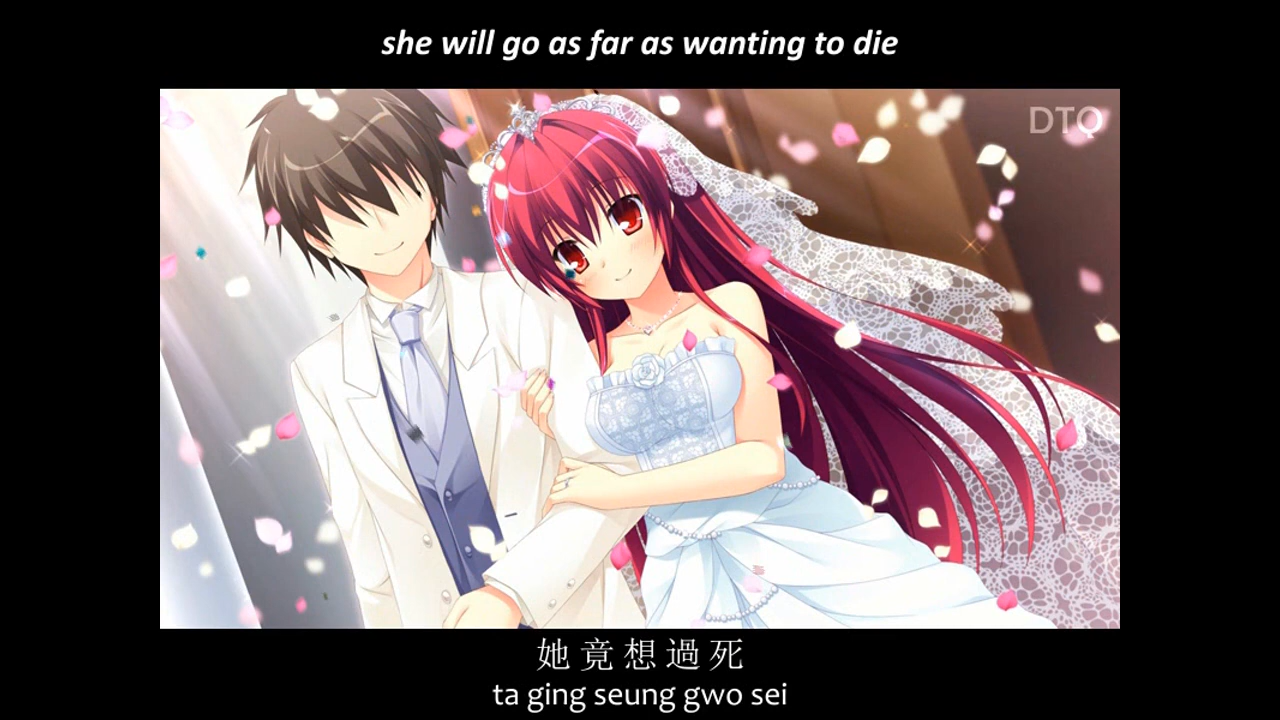 she will go as far as wanting to die
DTQ
她竟想過死
ta ging seung gwo sei